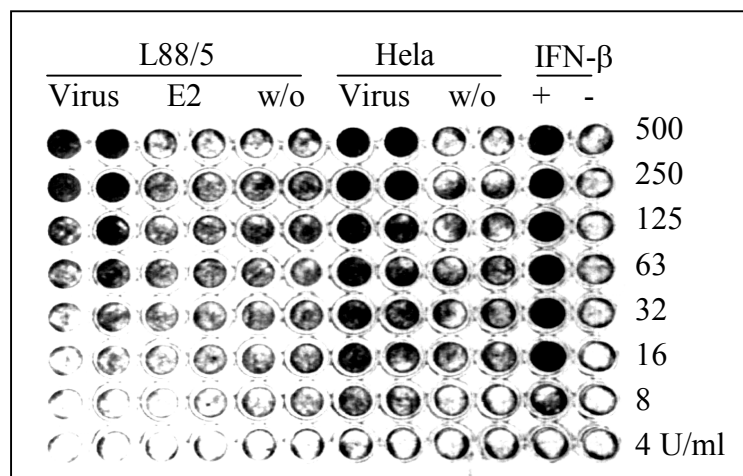 L88/5 Hela IFN-β
Virus E2 w/o Virus w/o + -
500
250
125
63
32
16
8
4 U/ml